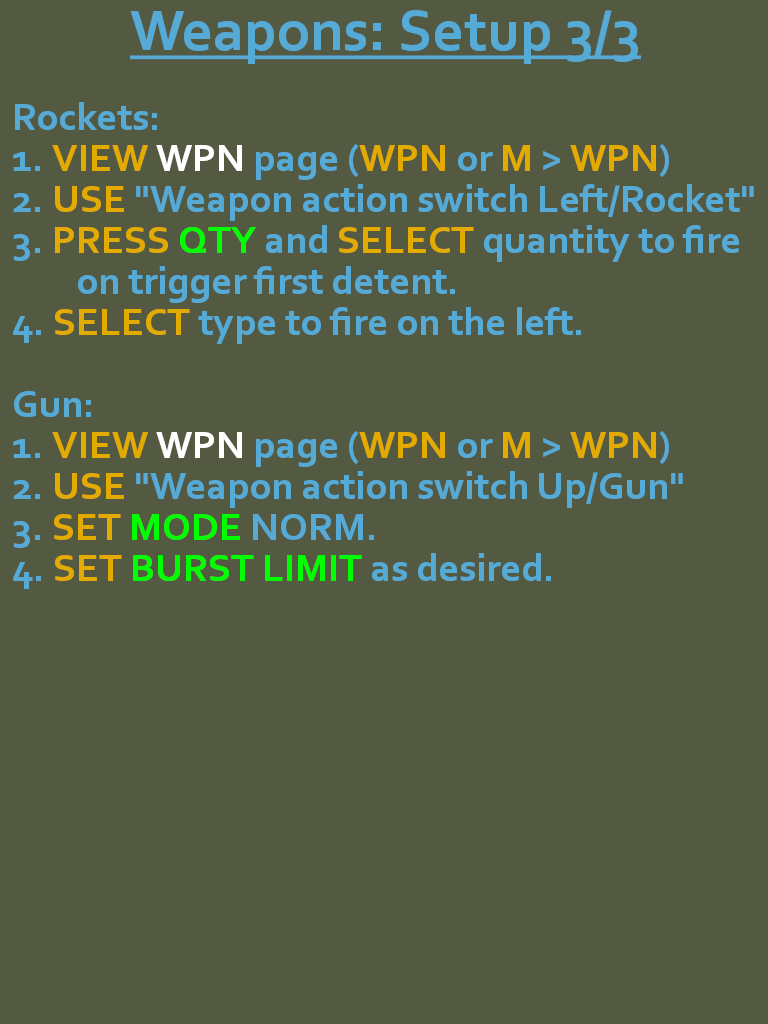 Weapons: Setup 3/3
Rockets:
1. VIEW WPN page (WPN or M > WPN)
2. USE "Weapon action switch Left/Rocket"
3. PRESS QTY and SELECT quantity to fire
on trigger first detent.
4. SELECT type to fire on the left.
Gun:
1. VIEW WPN page (WPN or M > WPN)
2. USE "Weapon action switch Up/Gun"
3. SET MODE NORM.
4. SET BURST LIMIT as desired.